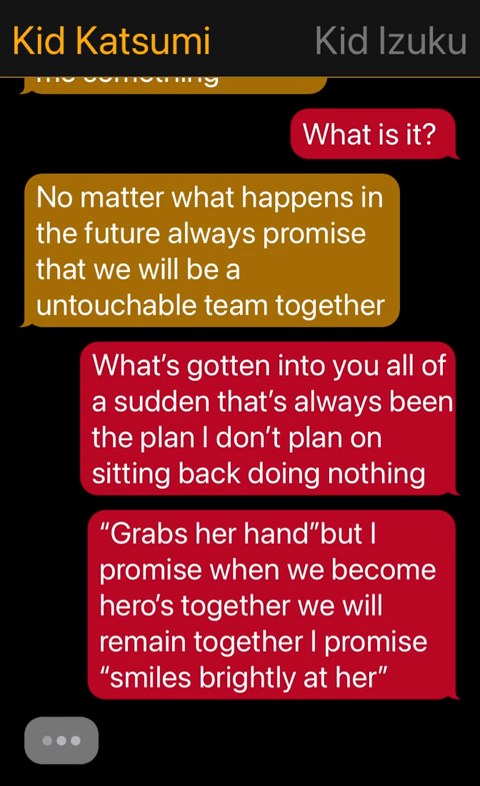 Kid Katsumi
Kid Izuku
me something
What is it?
No matter what happens in
the future always promise
that we will be a
untouchable team together
What’s gotten into you all of
a sudden that’s always been
the plan I don’t plan on
sitting back doing nothing
“Grabs her hand”but I
promise when we become
hero’s together we will
remain together I promise
“smiles brightly at her”